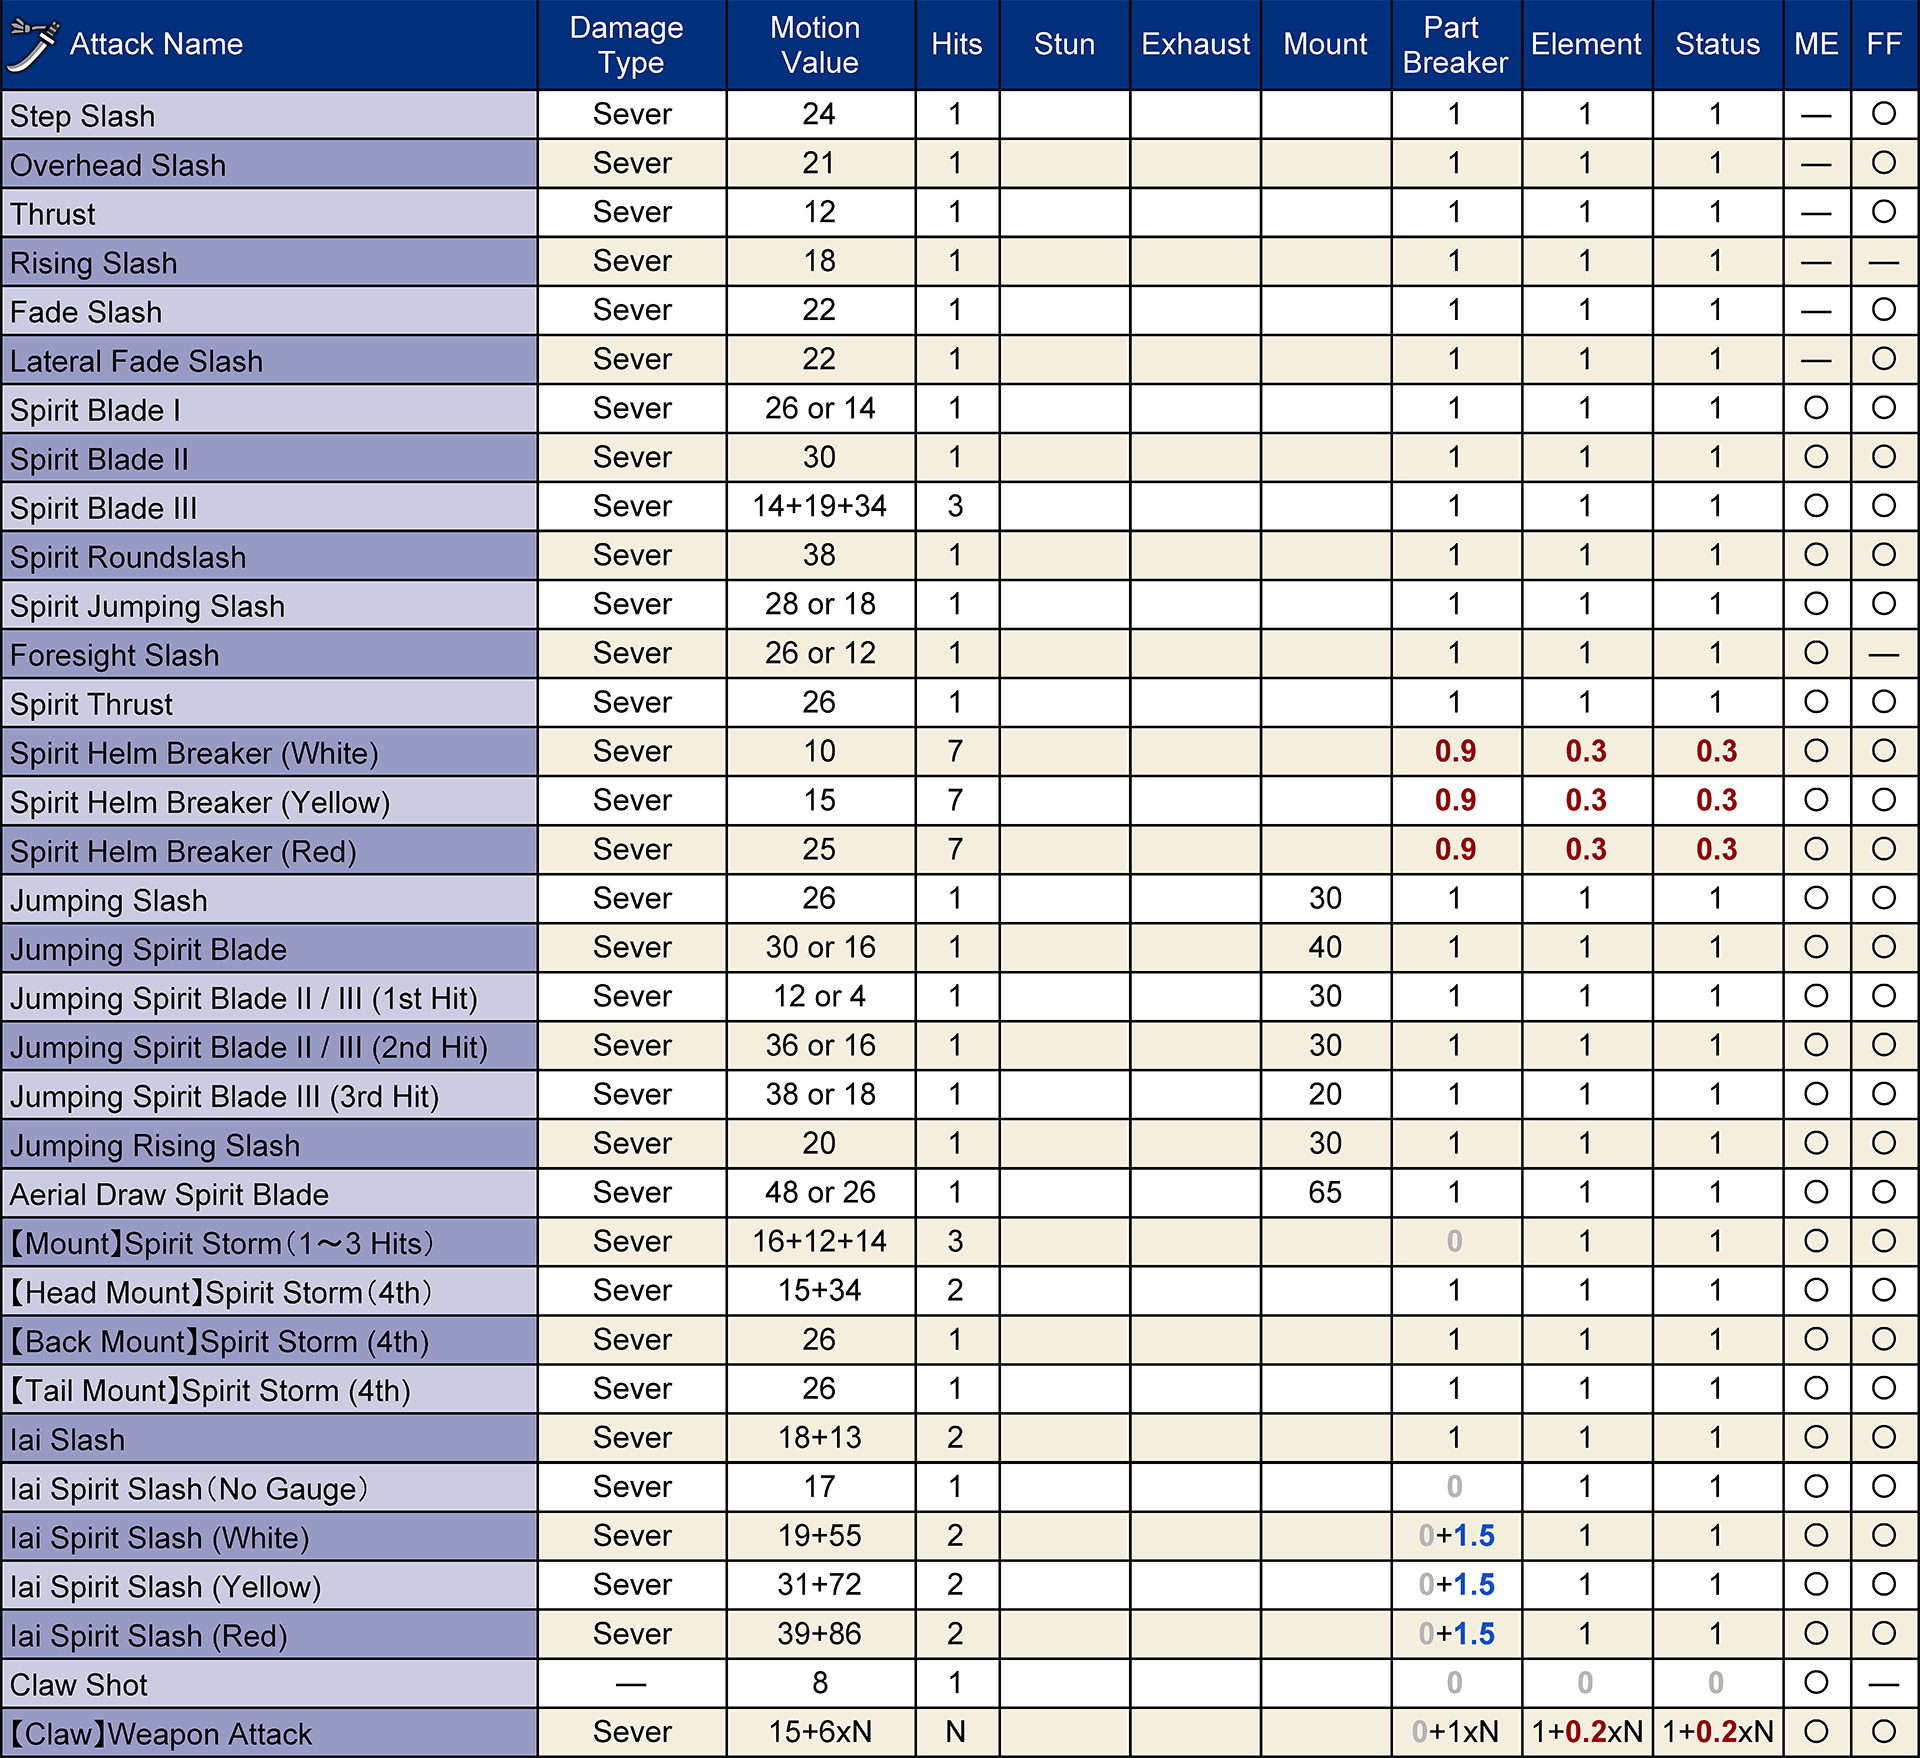 Attack Name Damage Type Motion Value Hits Stun Exhaust Mount Part Breaker Element Status ME FF
Step Slash Sever 24 1 1 1 1 — ○
Overhead Slash Sever 21 1 1 1 1 — ○
Thrust Sever 12 1 1 1 1 — ○
Rising Slash Sever 18 1 1 1 1 — —
Fade Slash Sever 22 1 1 1 1 — ○
Lateral Fade Slash Sever 22 1 1 1 1 — ○
Spirit Blade I Sever 26 or 14 1 1 1 1 ○ ○
Spirit Blade II Sever 30 1 1 1 1 ○ ○
Spirit Blade III Sever 14+19+34 3 1 1 1 ○ ○
Spirit Roundslash Sever 38 1 1 1 1 ○ ○
Spirit Jumping Slash Sever 28 or 18 1 1 1 1 ○ ○
Foresight Slash Sever 26 or 12 1 1 1 1 ○ —
Spirit Thrust Sever 26 1 1 1 1 ○ ○
Spirit Helm Breaker (White) Sever 10 7 0.9 0.3 0.3 ○ ○
Spirit Helm Breaker (Yellow) Sever 15 7 0.9 0.3 0.3 ○ ○
Spirit Helm Breaker (Red) Sever 25 7 0.9 0.3 0.3 ○ ○
Jumping Slash Sever 26 1 30 1 1 1 ○ ○
Jumping Spirit Blade Sever 30 or 16 1 40 1 1 1 ○ ○
Jumping Spirit Blade II / III (1st Hit) Sever 12 or 4 1 30 1 1 1 ○ ○
Jumping Spirit Blade II / III (2nd Hit) Sever 36 or 16 1 30 1 1 1 ○ ○
Jumping Spirit Blade III (3rd Hit) Sever 38 or 18 1 20 1 1 1 ○ ○
Jumping Rising Slash Sever 20 1 30 1 1 1 ○ ○
Aerial Draw Spirit Blade Sever 48 or 26 1 65 1 1 1 ○ ○
【Mount】Spirit Storm（1～3 Hits） Sever 16+12+14 3 0 1 1 ○ ○
【Head Mount】Spirit Storm（4th） Sever 15+34 2 1 1 1 ○ ○
【Back Mount】Spirit Storm (4th) Sever 26 1 1 1 1 ○ ○
【Tail Mount】Spirit Storm (4th) Sever 26 1 1 1 1 ○ ○
Iai Slash Sever 18+13 2 1 1 1 ○ ○
Iai Spirit Slash（No Gauge） Sever 17 1 0 1 1 ○ ○
Iai Spirit Slash (White) Sever 19+55 2 0+1.5 1 1 ○ ○
Iai Spirit Slash (Yellow) Sever 31+72 2 0+1.5 1 1 ○ ○
Iai Spirit Slash (Red) Sever 39+86 2 0+1.5 1 1 ○ ○
Claw Shot — 8 1 0 0 0 ○ —
【Claw】Weapon Attack Sever 15+6xN N 0+1xN 1+0.2xN 1+0.2xN ○ ○